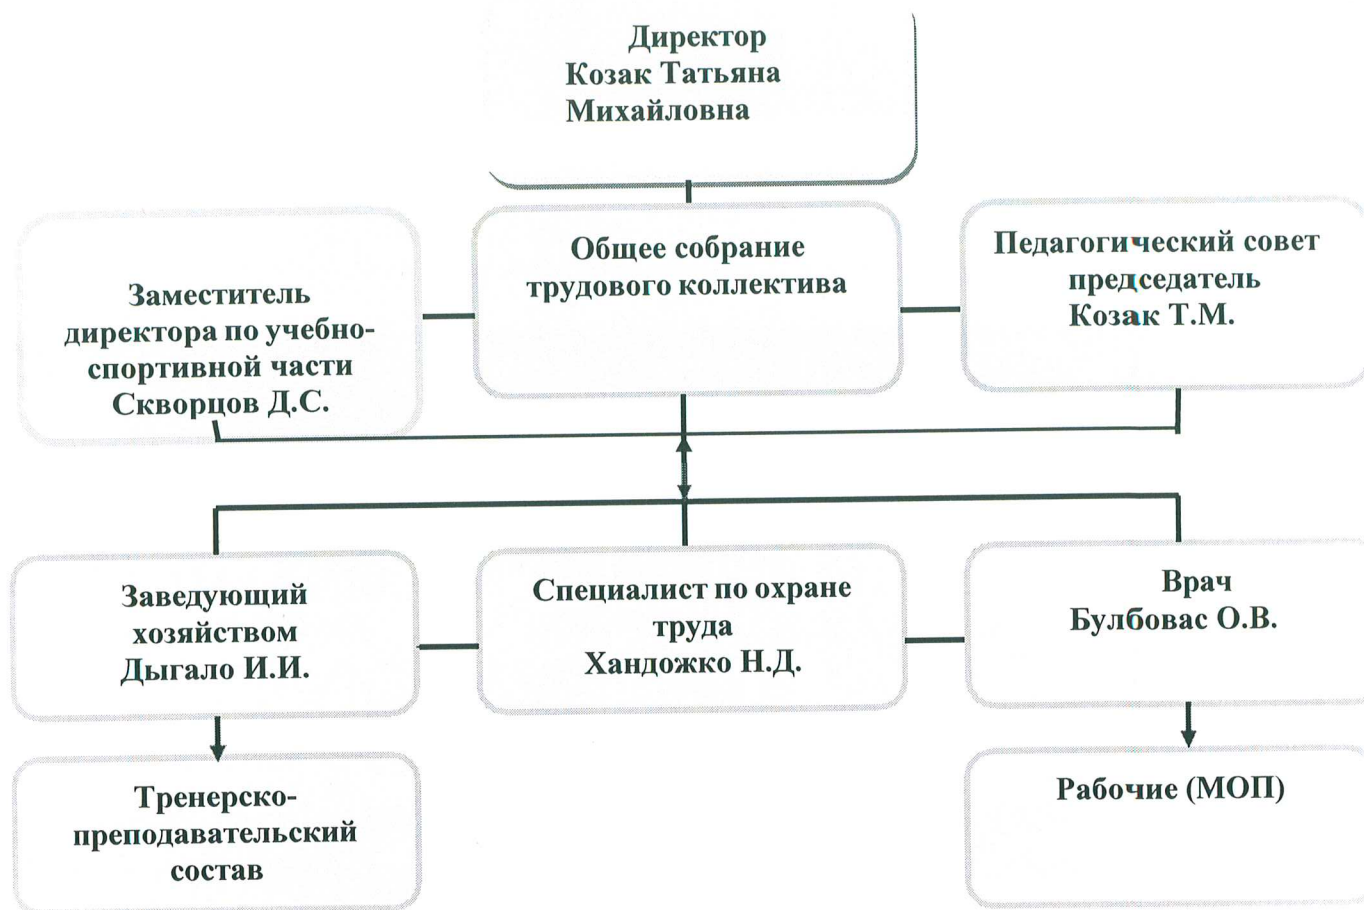 Директор
Козак Татьяна
Михайловна
Заместитель
директора по учебно-
спортивной части
Скворцов Д.С.
Общее собрание
трудового коллектива
Педагогический совет
председатель
Козак Т.М.
Заведующий
хозяйством
Дыгало И.И.
Специалист по охране
труда
Хандожко Н.Д.
Врач
Булбовас О.В.
Тренерско-
преподавательский
состав
Рабочие (МОП)